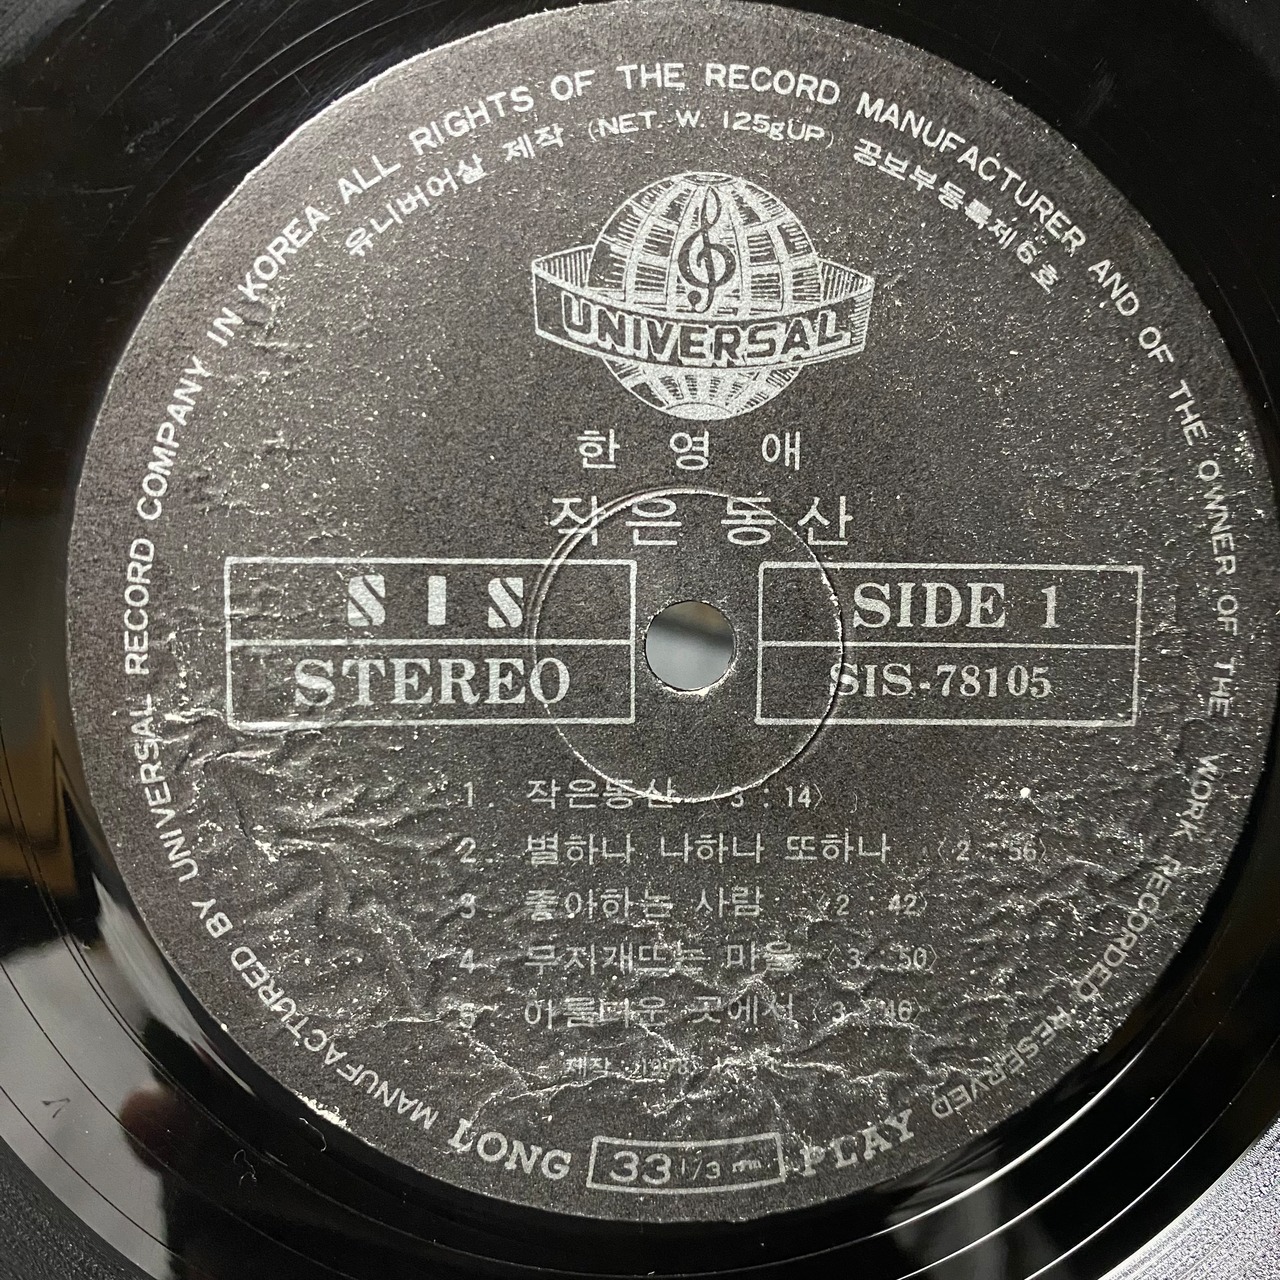 MANUFACTURED BY UNIVERSAL RECORD COMPANY IN KOREA ALL RIGHTS OF THE RECORD MANUFACTURER AND OF THE OWNER OF THE WORK RECORDED RESERVED
유니버어살 제작 (NET. W. 125gUP) 공보부등록제6호
UNIVERSAL
한 영 애
작은동산
SIS
STEREO
SIDE 1
SIS-78105
1. 작은동산 〈3 : 14〉
2. 별하나 나하나 또하나 〈2 : 56〉
3. 좋아하는 사람 〈2 : 42〉
4. 무지개뜨는 마을 〈3 : 50〉
5. 아름다운 곳에서 〈3 :
제작 · 1978
LONG 33 1/3 rpm PLAY